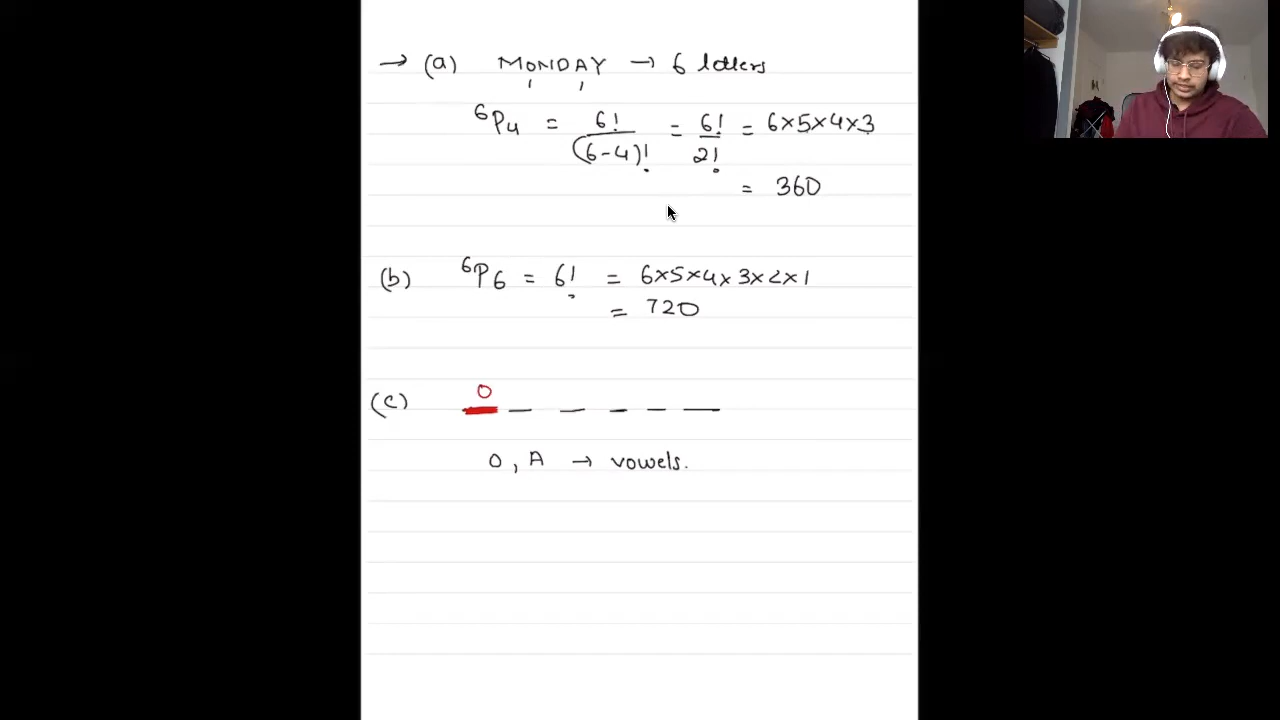 → (a) MONDAY → 6 letters
⁶P₄ = 6!/(6-4)! = 6!/2! = 6×5×4×3
= 360
(b) ⁶P₆ = 6! = 6×5×4×3×2×1
= 720
(c) O _ _ _ _ _
O, A → vowels.